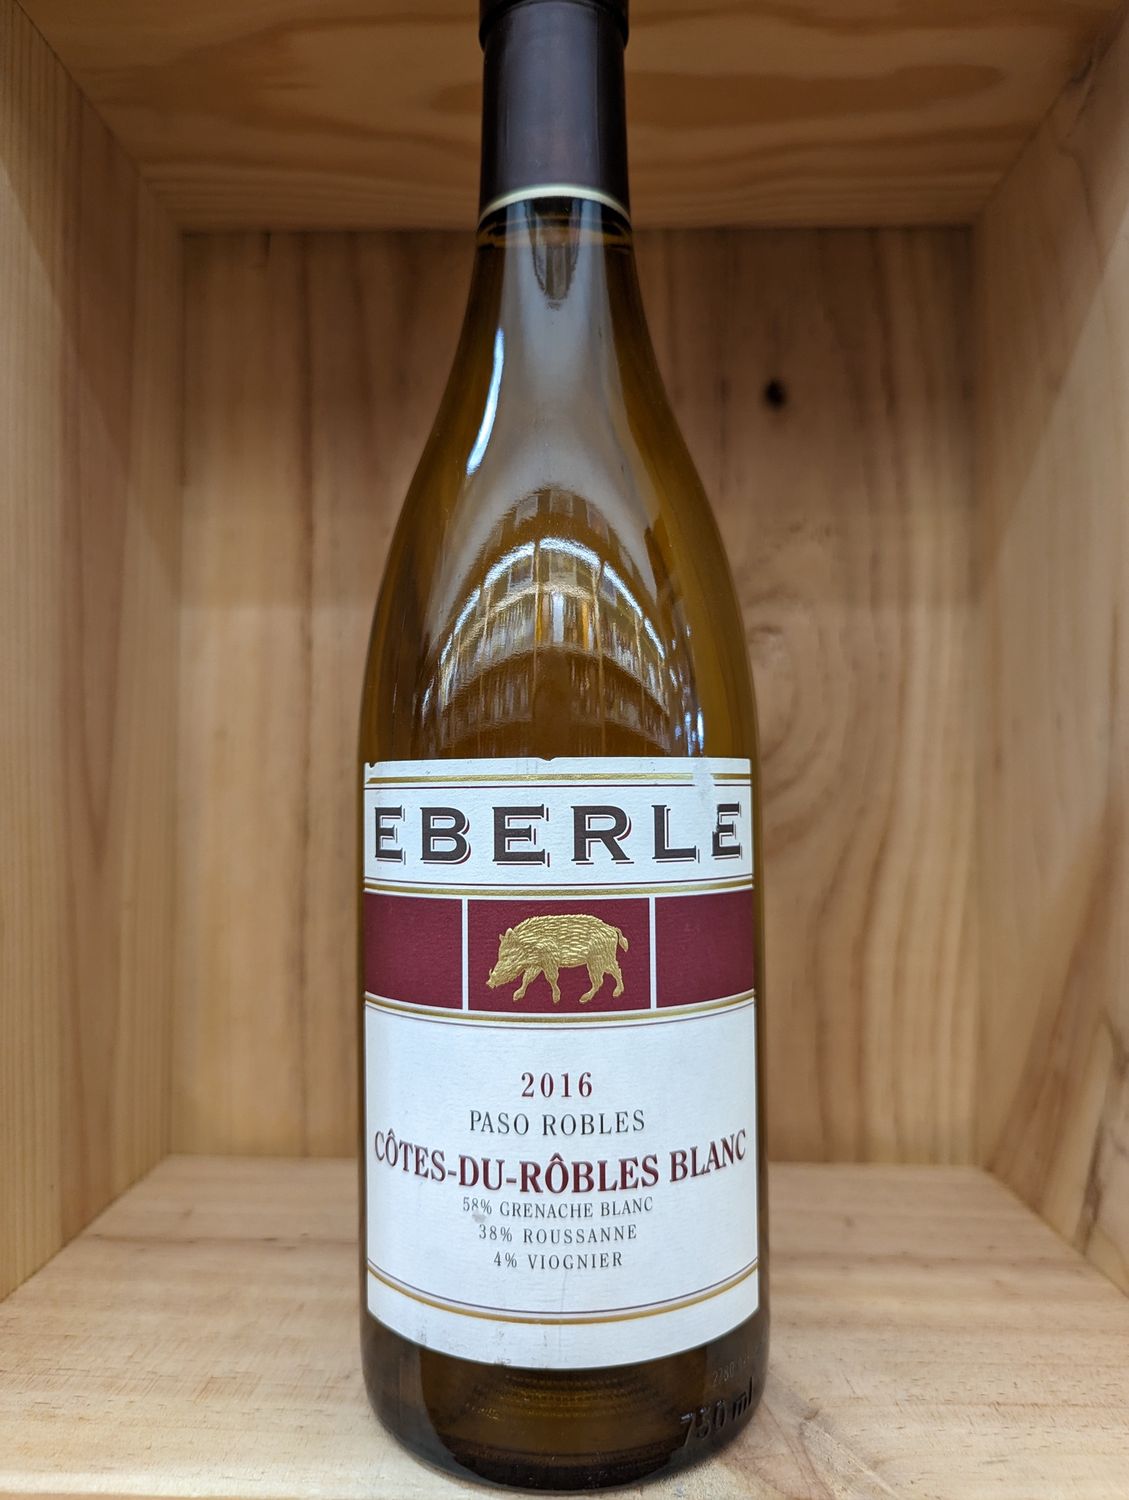 EBERLE
2016
PASO ROBLES
CÔTES-DU-RÔBLES BLANC
58% GRENACHE BLANC
38% ROUSSANNE
4% VIOGNIER
750 ml